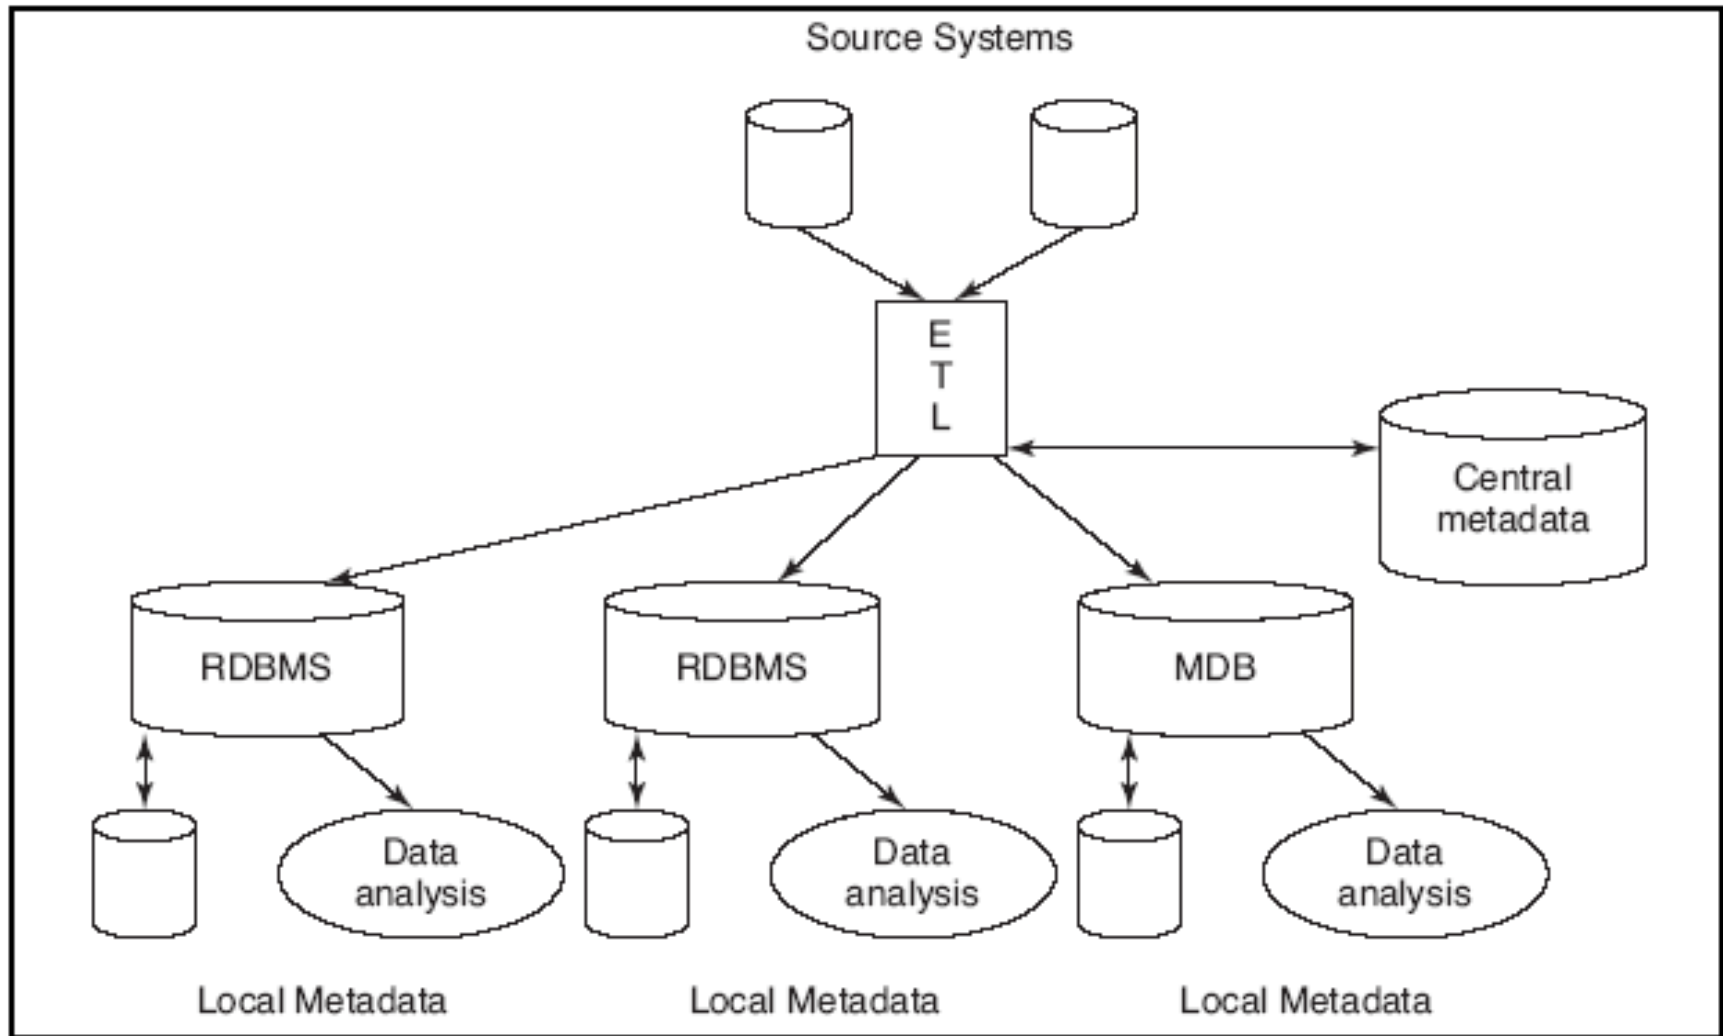 Source Systems
E
T
L
Central
metadata
RDBMS
RDBMS
MDB
Data
analysis
Data
analysis
Data
analysis
Local Metadata
Local Metadata
Local Metadata